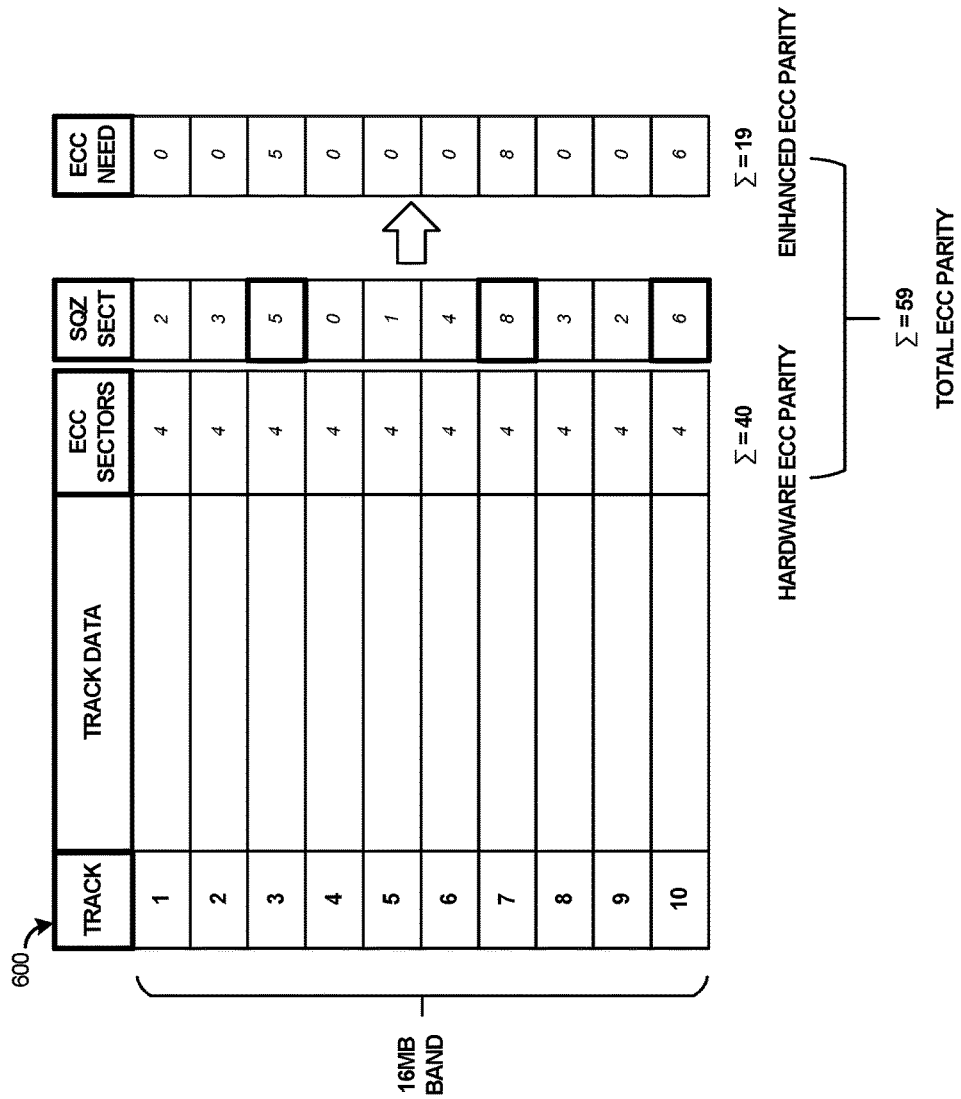 600
TRACK TRACK DATA ECC SECTORS SQZ SECT ECC NEED
1 4 2 0
2 4 3 0
3 4 5 5
4 4 0 0
5 4 1 0
6 4 4 0
7 4 8 8
8 4 3 0
9 4 2 0
10 4 6 6
16MB
BAND
Σ = 40 Σ = 19
HARDWARE ECC PARITY ENHANCED ECC PARITY
Σ = 59
TOTAL ECC PARITY